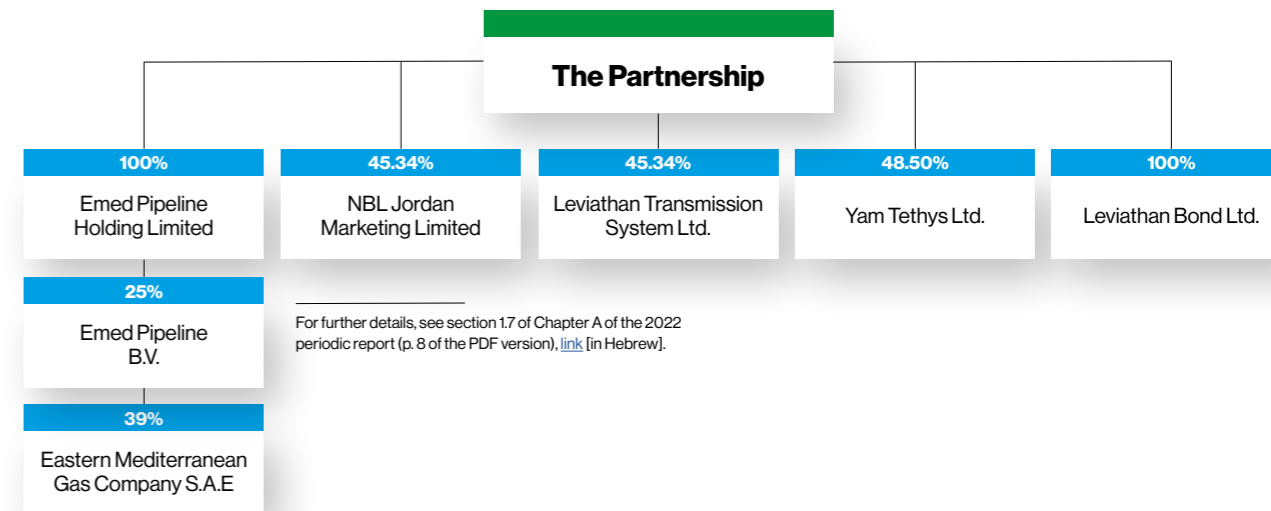 The Partnership
100%
Emed Pipeline
Holding Limited
45.34%
NBL Jordan
Marketing Limited
45.34%
Leviathan Transmission
System Ltd.
48.50%
Yam Tethys Ltd.
100%
Leviathan Bond Ltd.
25%
Emed Pipeline
B.V.
39%
Eastern Mediterranean
Gas Company S.A.E
For further details, see section 1.7 of Chapter A of the 2022
periodic report (p. 8 of the PDF version), link [in Hebrew].